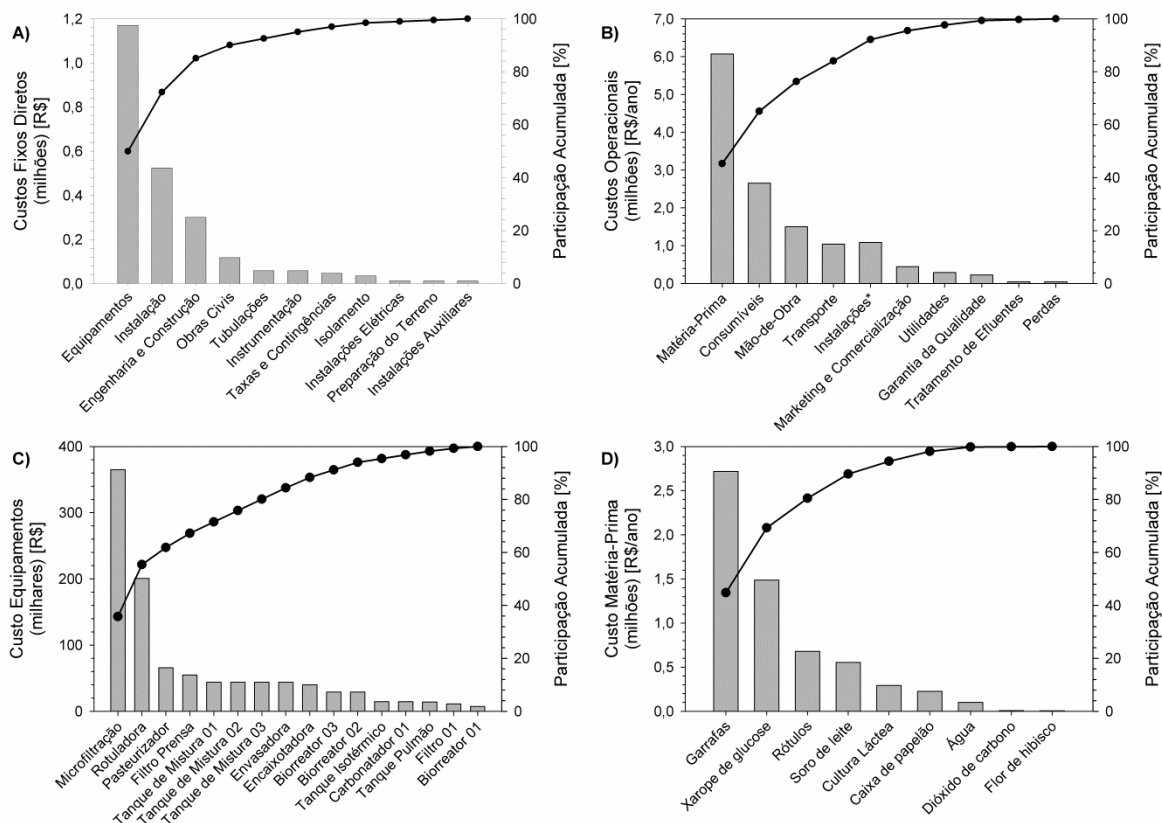 A)
Custos Fixos Diretos
(milhões) [R$]
1,2
1,0
0,8
0,6
0,4
0,2
0,0
100
80
60
40
20
0
Participação Acumulada [%]
Equipamentos
Instalação
Engenharia e Construção
Obras Civis
Tubulações
Instrumentação
Taxas e Contingências
Isolamento
Instalações Elétricas
Preparação do Terreno
Instalações Auxiliares
B)
Custos Operacionais
(milhões) [R$/ano]
7,0
6,0
5,0
4,0
3,0
2,0
1,0
0,0
100
80
60
40
20
0
Participação Acumulada [%]
Matéria-Prima
Consumíveis
Mão-de-Obra
Transporte
Instalações*
Marketing e Comercialização
Utilidades
Garantia da Qualidade
Tratamento de Efluentes
Perdas
C)
Custo Equipamentos
(milhares) [R$]
400
300
200
100
0
100
80
60
40
20
0
Participação Acumulada [%]
Microfiltração
Rotuladora
Pasteurizador
Filtro Prensa
Tanque de Mistura 01
Tanque de Mistura 02
Tanque de Mistura 03
Envasadora
Encaixotadora
Biorreator 03
Biorreator 02
Tanque Isotérmico
Carbonatador 01
Tanque Pulmão
Filtro 01
Biorreator 01
D)
Custo Matéria-Prima
(milhões) [R$/ano]
3,0
2,5
2,0
1,5
1,0
0,5
0,0
100
80
60
40
20
0
Participação Acumulada [%]
Garrafas
Xarope de glucose
Rótulos
Soro de leite
Cultura Láctea
Caixa de papelão
Água
Dióxido de carbono
Flor de hibisco